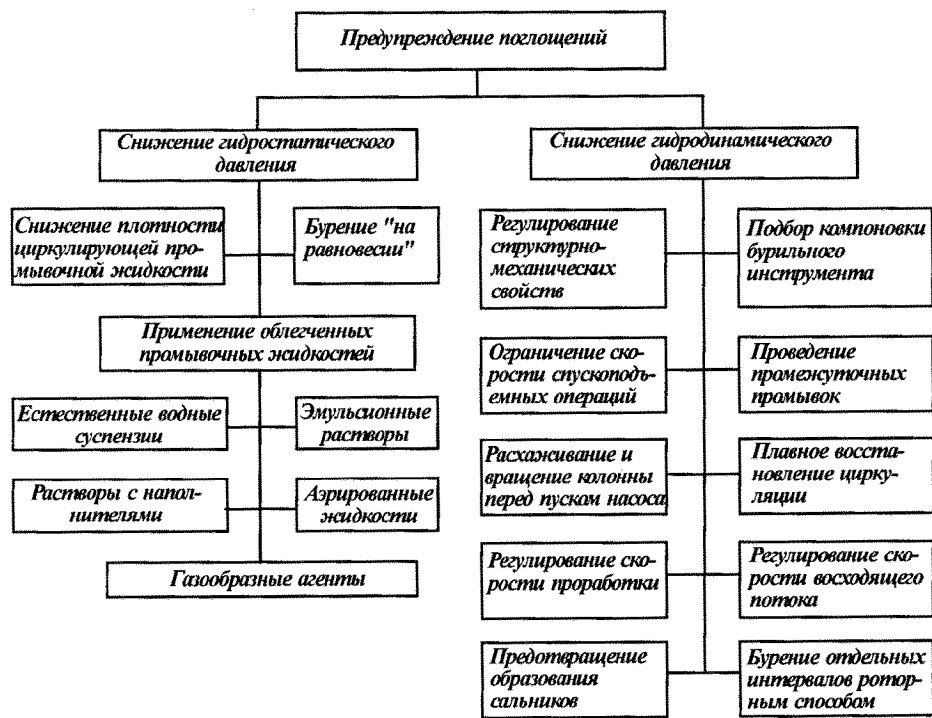 Предупреждение поглощений
Снижение гидростатического
давления
Снижение гидродинамического
давления
Снижение плотности
циркулирующей про-
мывочной жидкости
Бурение "на
равновесии"
Применение облегченных
промывочных жидкостей
Естественные водные
суспензии
Эмульсионные
растворы
Растворы с напол-
нителями
Аэрированные
жидкости
Газообразные агенты
Регулирование
структурно-
механических
свойств
Подбор компоновки
бурильного
инструмента
Ограничение ско-
рости спускоподъ-
емных операций
Проведение
промежуточных
промывок
Расхаживание и
вращение колонны
перед пуском насоса
Плавное восста-
новление цирку-
ляции
Регулирование ско-
рости проработки
Регулирование ско-
рости восходящего
потока
Предотвращение
образования
сальников
Бурение отдельных
интервалов ротор-
ным способом